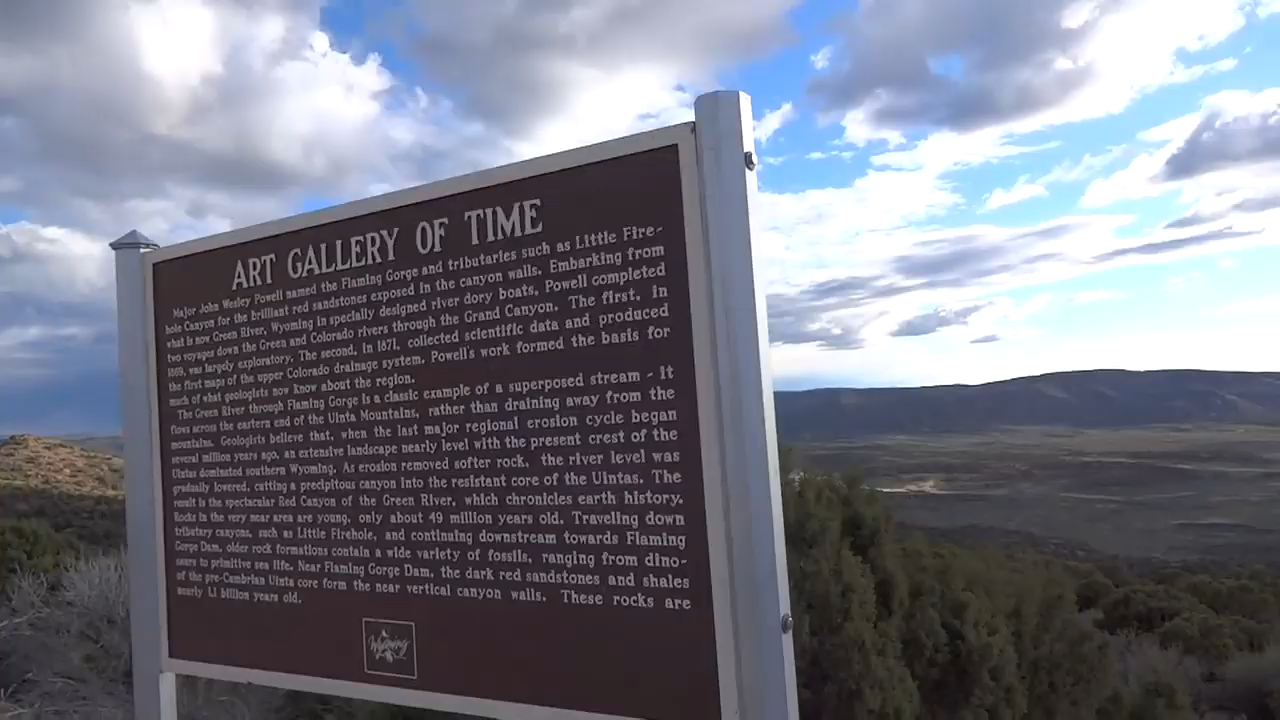 ART GALLERY OF TIME
Major John Wesley Powell named the Flaming Gorge and tributaries such as Little Fire-
hole Canyon for the brilliant red sandstones exposed in the canyon walls. Embarking from
what is now Green River, Wyoming in specially designed river dory boats, Powell completed
two voyages down the Green and Colorado rivers through the Grand Canyon. The first, in
1869, was largely exploratory. The second, in 1871, collected scientific data and produced
the first maps of the upper Colorado drainage system. Powell's work formed the basis for
much of what geologists now know about the region.
The Green River through Flaming Gorge is a classic example of a superposed stream - it
flows across the eastern end of the Uinta Mountains, rather than draining away from the
mountains. Geologists believe that, when the last major regional erosion cycle began
several million years ago, an extensive landscape nearly level with the present crest of the
Uintas dominated southern Wyoming. As erosion removed softer rock, the river level was
gradually lowered, cutting a precipitous canyon into the resistant core of the Uintas. The
result is the spectacular Red Canyon of the Green River, which chronicles earth history.
Rocks in the very near area are young, only about 49 million years old. Traveling down
tributary canyons, such as Little Firehole, and continuing downstream towards Flaming
Gorge Dam, older rock formations contain a wide variety of fossils, ranging from dino-
saurs to primitive sea life. Near Flaming Gorge Dam, the dark red sandstones and shales
of the pre-Cambrian Uinta core form the near vertical canyon walls. These rocks are
nearly 1.1 billion years old.
Wyoming